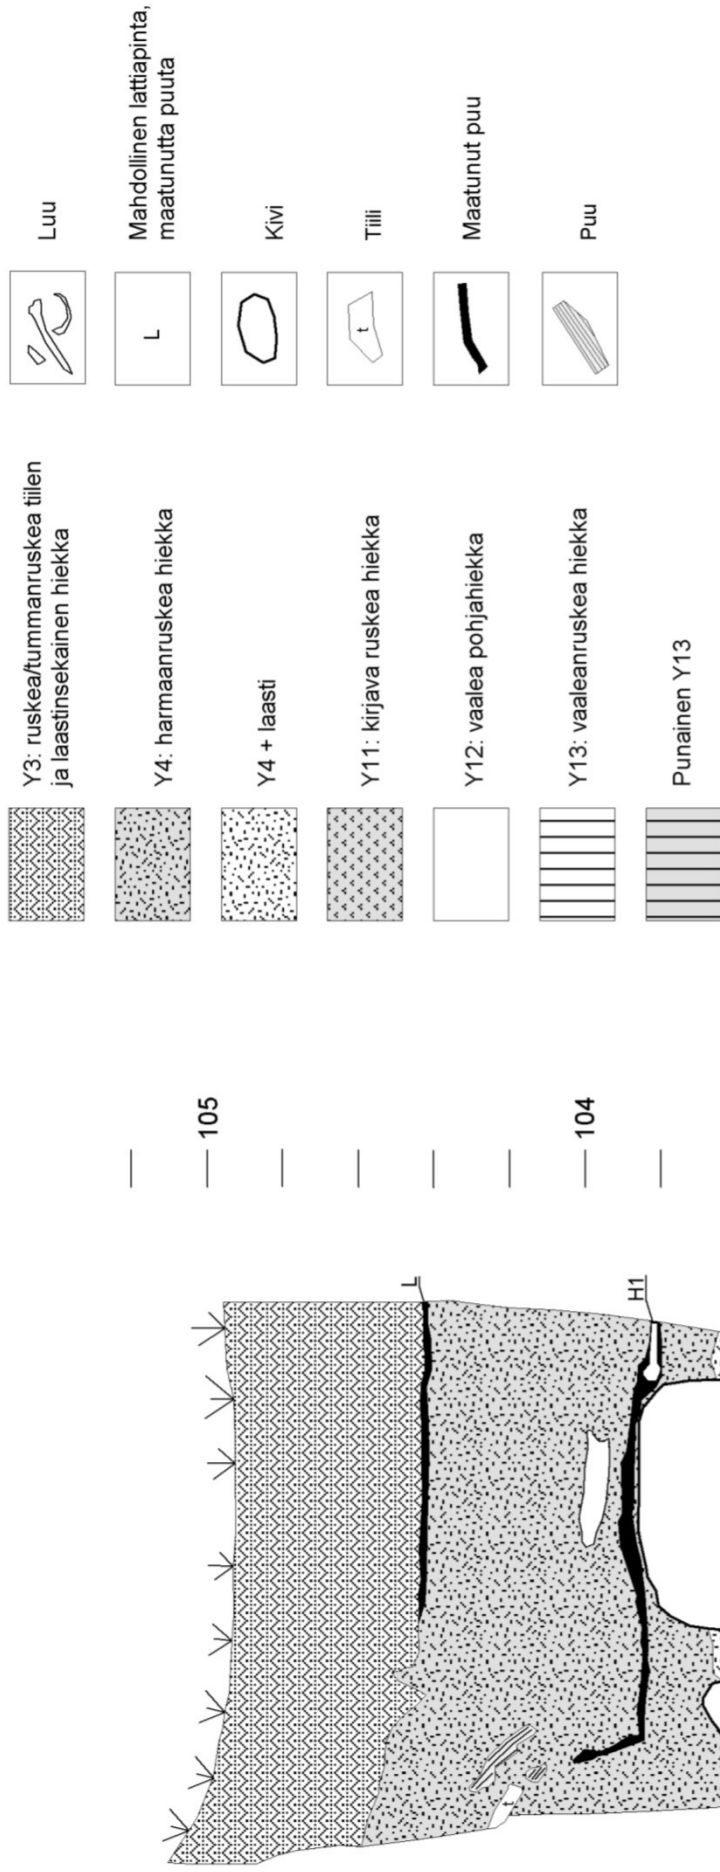 Y3: ruskea/tummanruskea tiilen
ja laastinsekainen hiekka
Y4: harmaanruskea hiekka
Y4 + laasti
Y11: kirjava ruskea hiekka
Y12: vaalea pohjahiekka
Y13: vaaleanruskea hiekka
Punainen Y13
Luu
L
Mahdollinen lattiapinta,
maatunutta puuta
Kivi
t
Tiili
Maatunut puu
Puu
105
104
L
H1
t